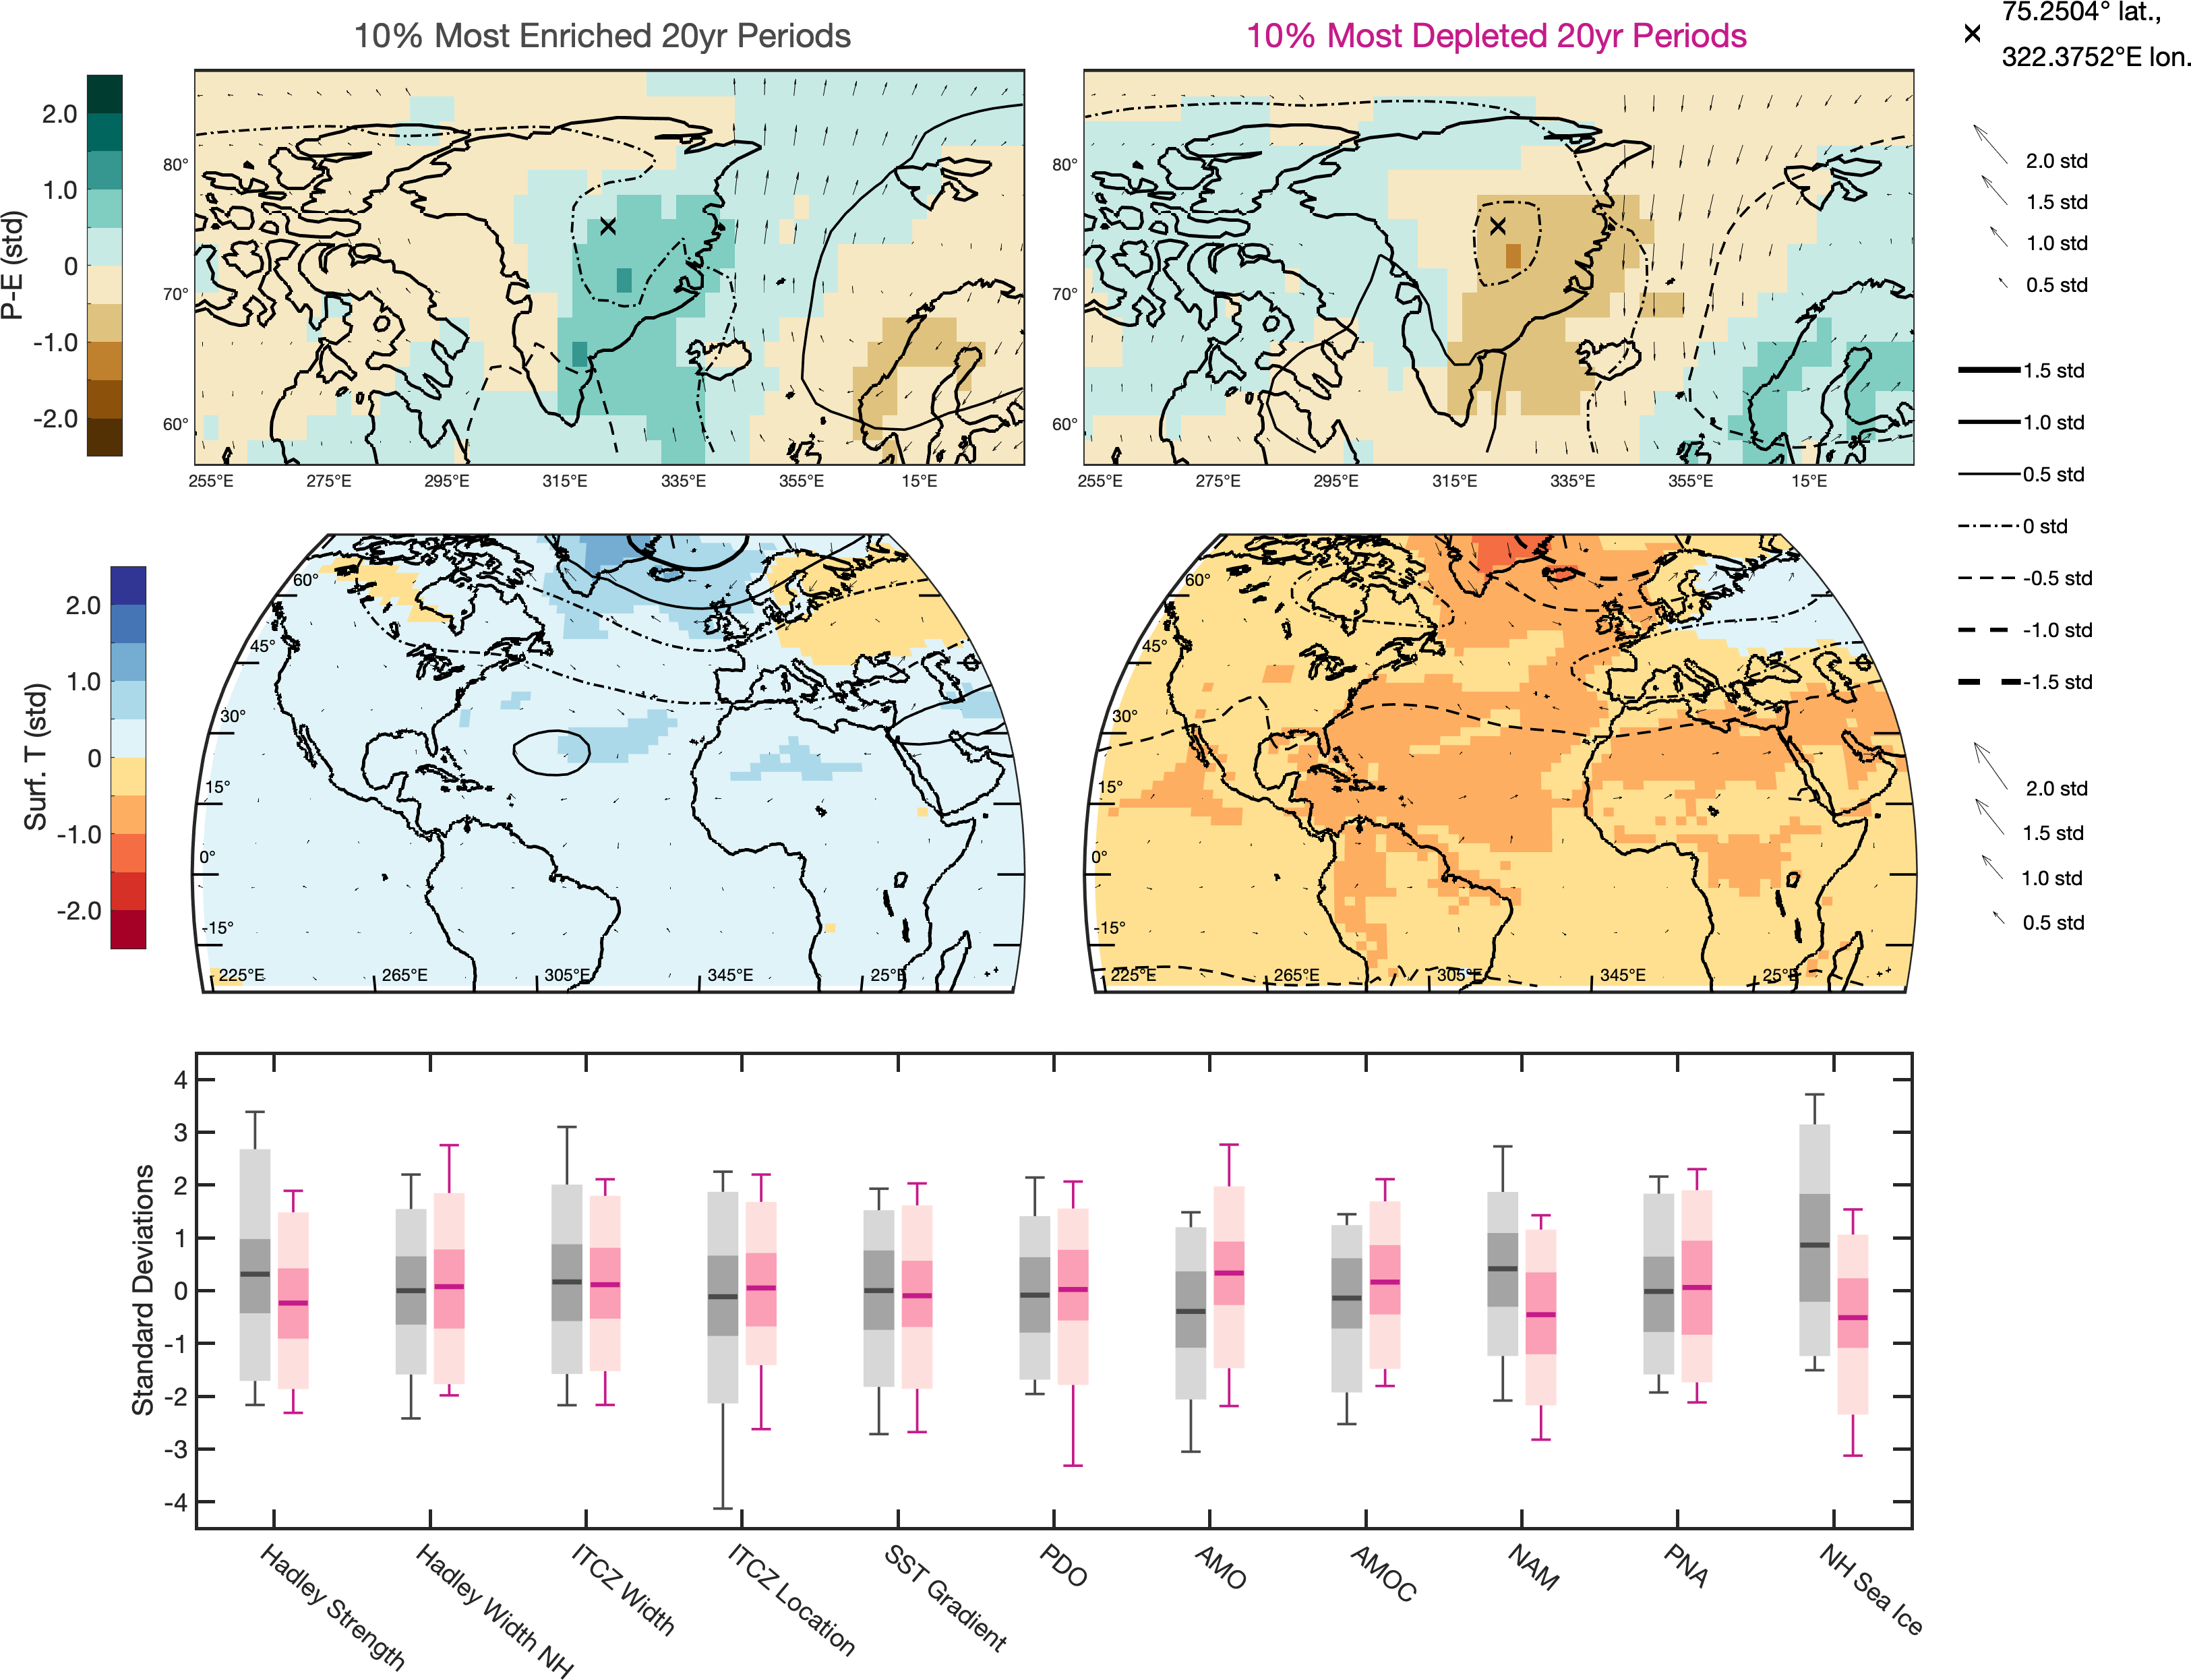 10% Most Enriched 20yr Periods
10% Most Depleted 20yr Periods
75.2504° lat.,
322.3752°E lon.
P-E (std)
2.0
1.0
0
-1.0
-2.0
80°
70°
60°
255°E 275°E 295°E 315°E 335°E 355°E 15°E
80°
70°
60°
255°E 275°E 295°E 315°E 335°E 355°E 15°E
2.0 std
1.5 std
1.0 std
0.5 std
1.5 std
1.0 std
0.5 std
0 std
-0.5 std
-1.0 std
-1.5 std
2.0 std
1.5 std
1.0 std
0.5 std
Surf. T (std)
2.0
1.0
0
-1.0
-2.0
60°
45°
30°
15°
0°
-15°
225°E 265°E 305°E 345°E 25°E
60°
45°
30°
15°
0°
-15°
225°E 265°E 305°E 345°E 25°E
Standard Deviations
4
3
2
1
0
-1
-2
-3
-4
Hadley Strength
Hadley Width NH
ITCZ Width
ITCZ Location
SST Gradient
PDO
AMO
AMOC
NAM
PNA
NH Sea Ice